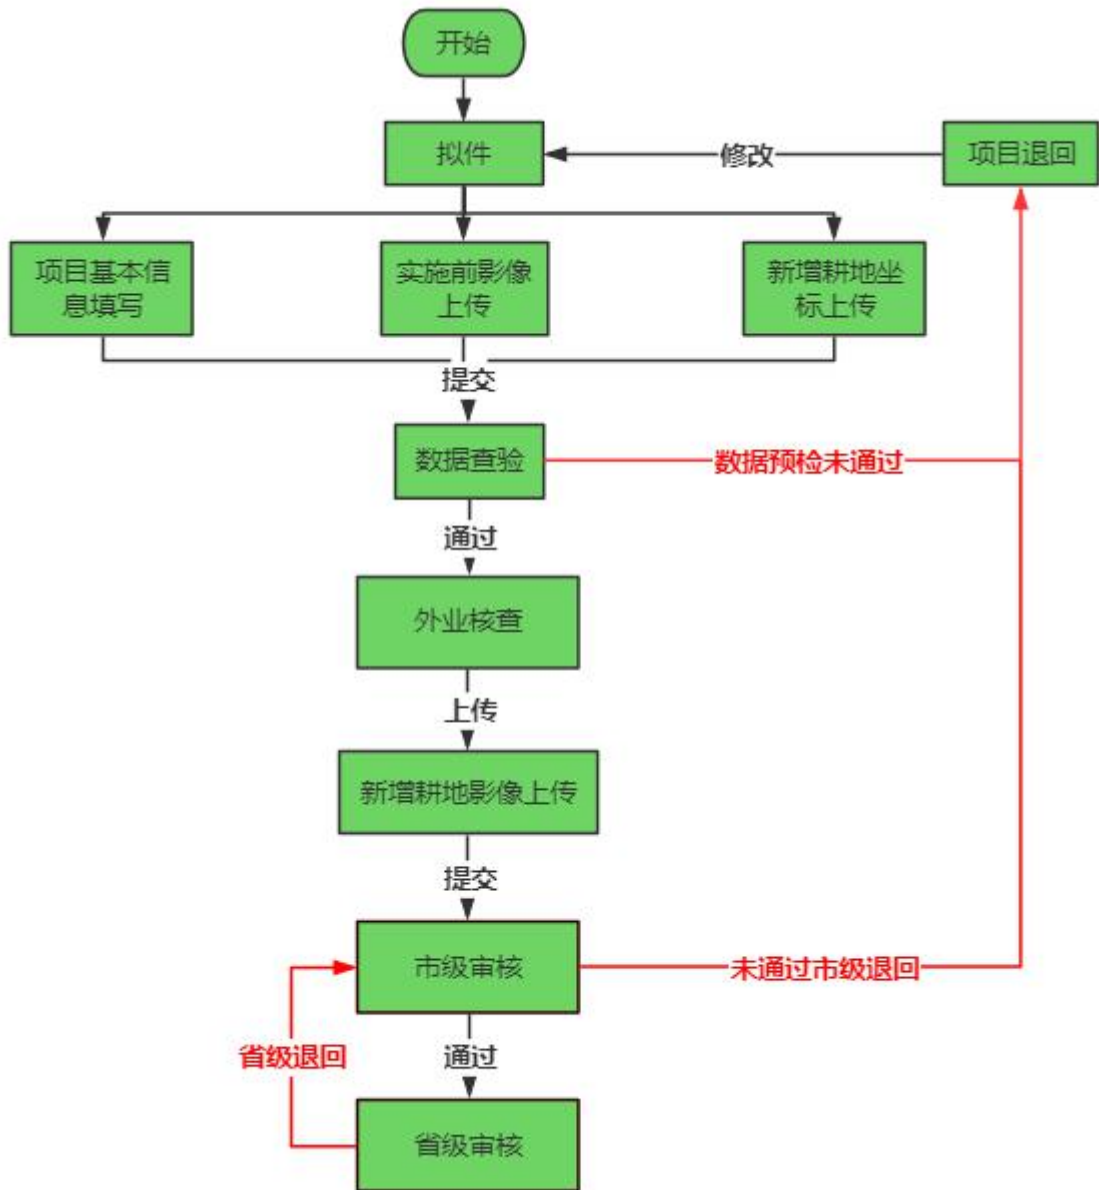 开始
拟件
修改
项目退回
项目基本信
息填写
实施前影像
上传
新增耕地坐
标上传
提交
数据查验
数据预检未通过
通过
外业核查
上传
新增耕地影像上传
提交
市级审核
未通过市级退回
省级退回
通过
省级审核